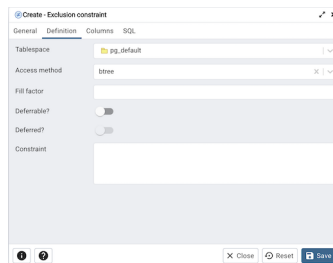 Create - Exclusion constraint
General Definition Columns SQL
Tablespace pg_default
Access method btree
Fill factor
Deferrable?
Deferred?
Constraint
Close Reset Save